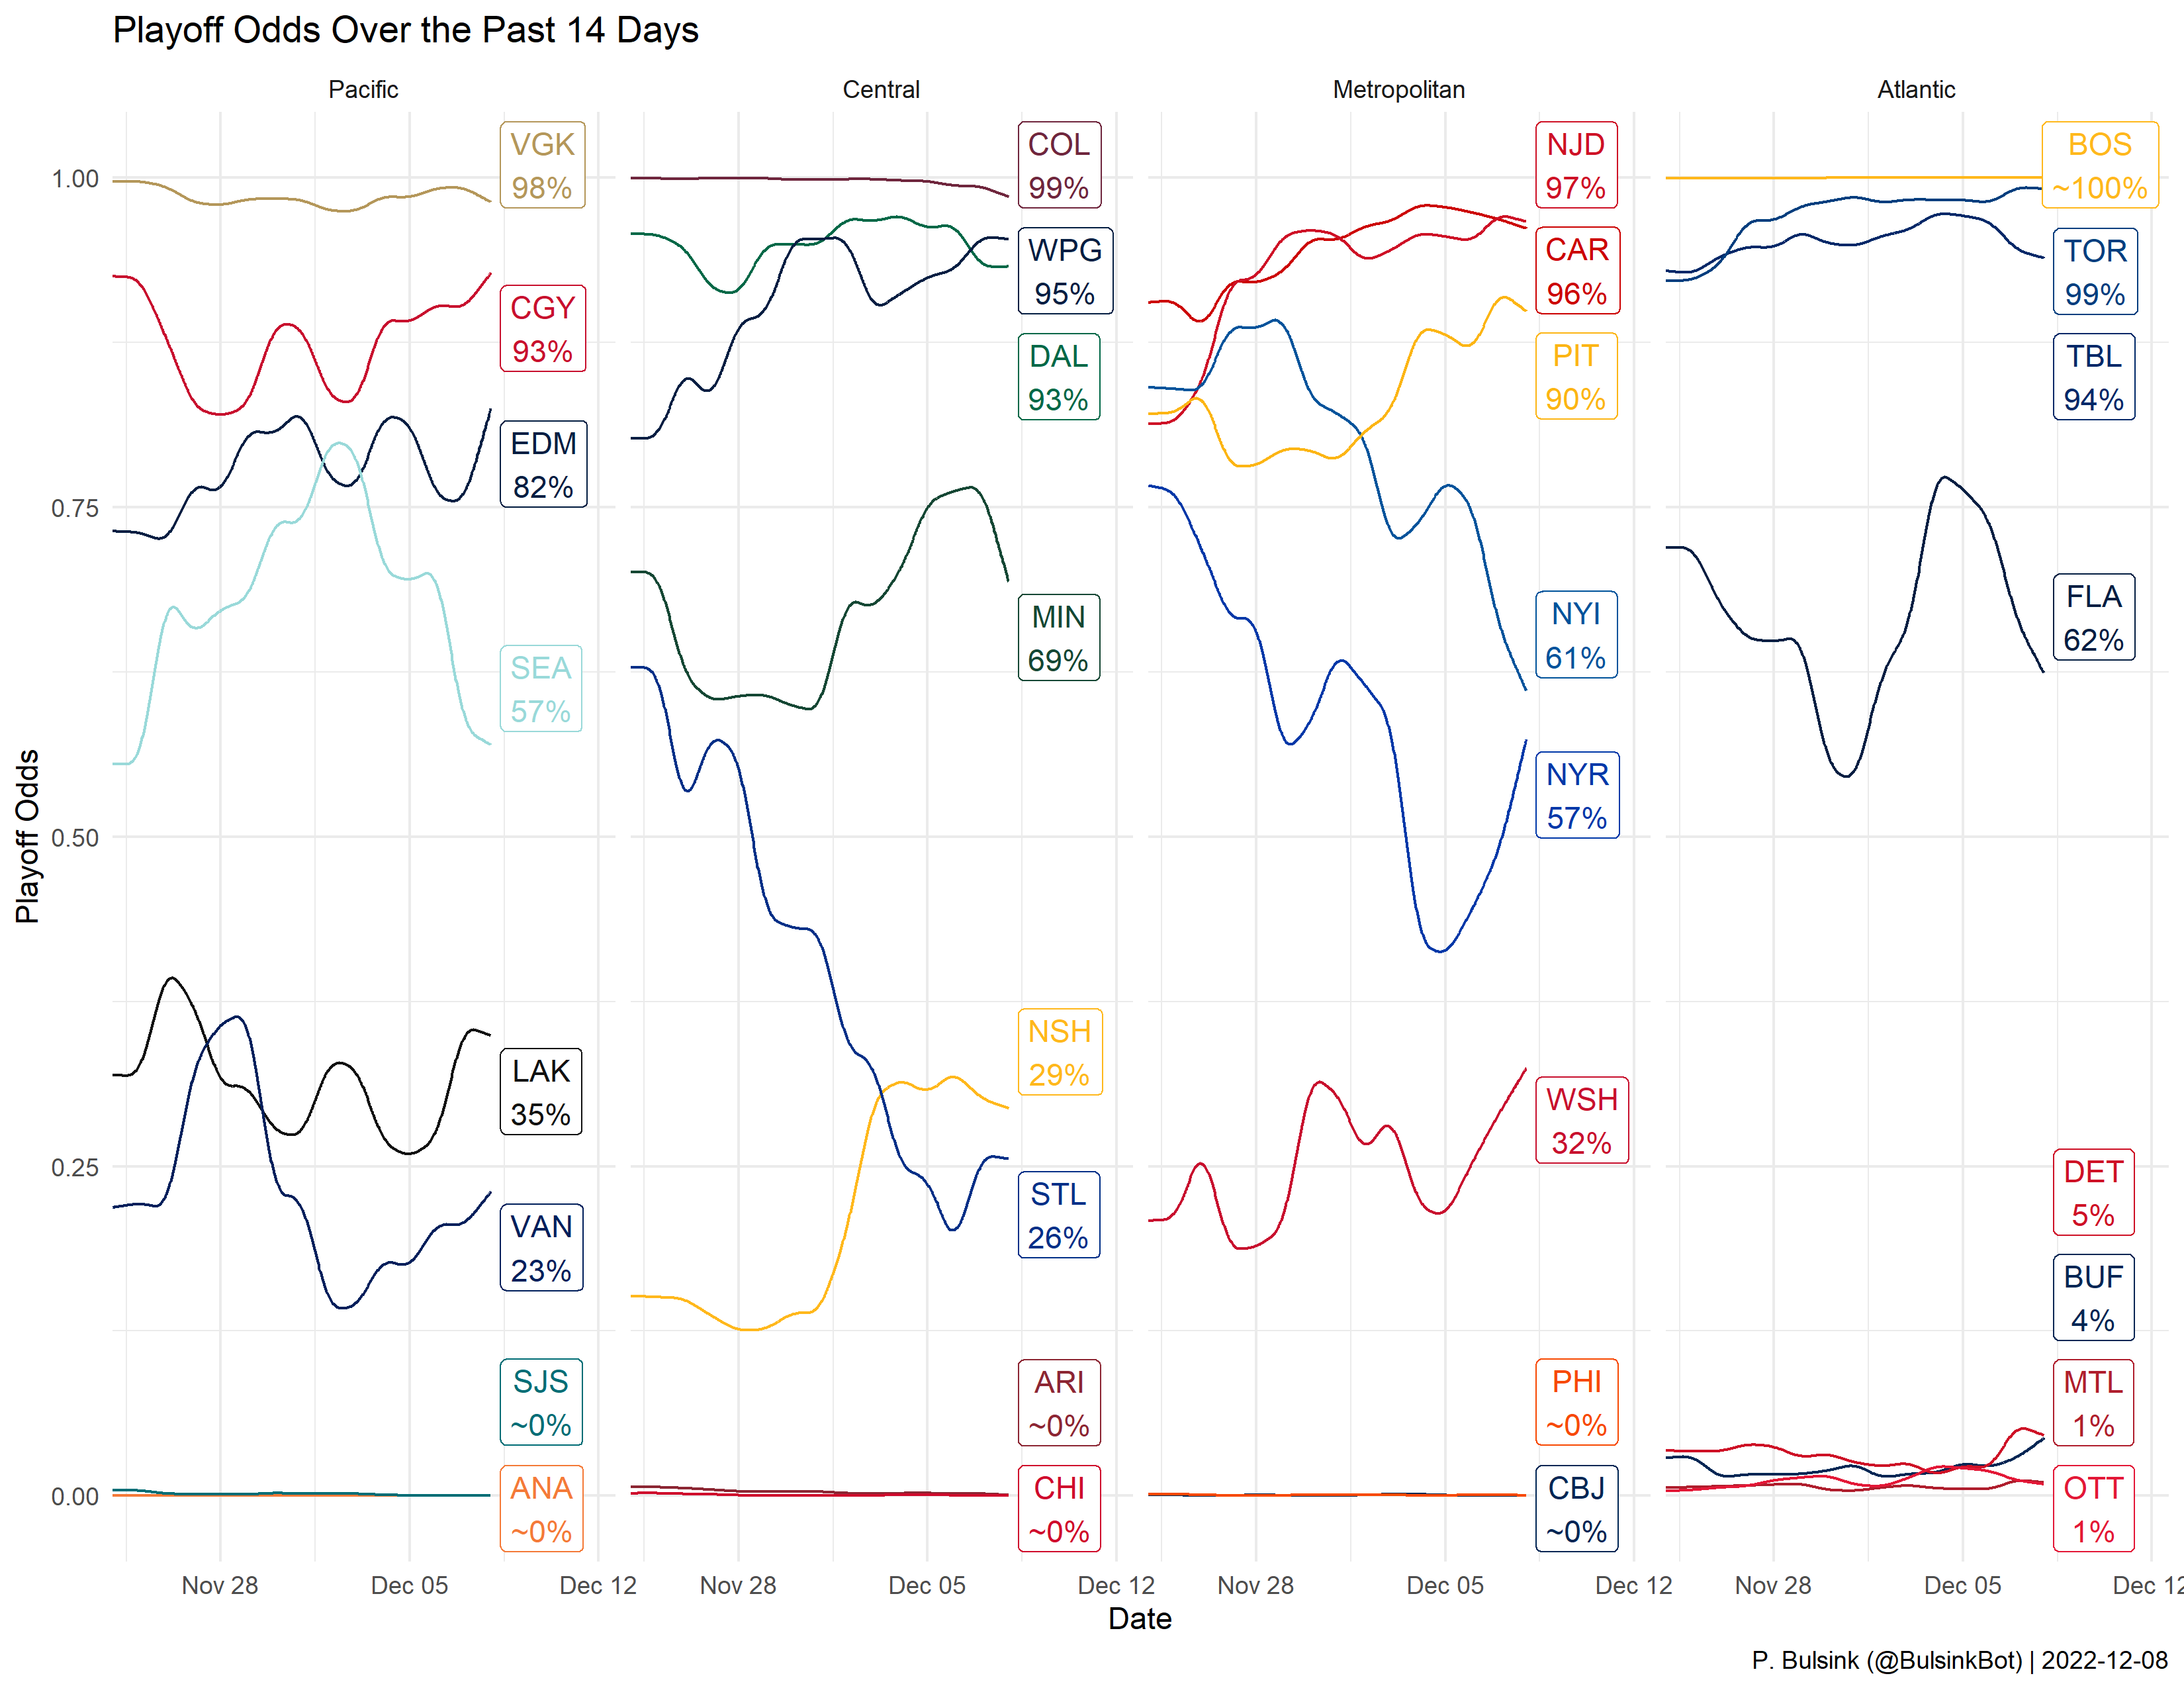 Playoff Odds Over the Past 14 Days
Pacific
Central
Metropolitan
Atlantic
Playoff Odds
1.00
0.75
0.50
0.25
0.00
VGK
98%
CGY
93%
EDM
82%
SEA
57%
LAK
35%
VAN
23%
SJS
~0%
ANA
~0%
COL
99%
WPG
95%
DAL
93%
MIN
69%
NSH
29%
STL
26%
ARI
~0%
CHI
~0%
NJD
97%
CAR
96%
PIT
90%
NYI
61%
NYR
57%
WSH
32%
PHI
~0%
CBJ
~0%
BOS
~100%
TOR
99%
TBL
94%
FLA
62%
DET
5%
BUF
4%
MTL
1%
OTT
1%
Nov 28 Dec 05 Dec 12 Nov 28 Dec 05 Dec 12 Nov 28 Dec 05 Dec 12 Nov 28 Dec 05 Dec 12
Date
P. Bulsink (@BulsinkBot) | 2022-12-08